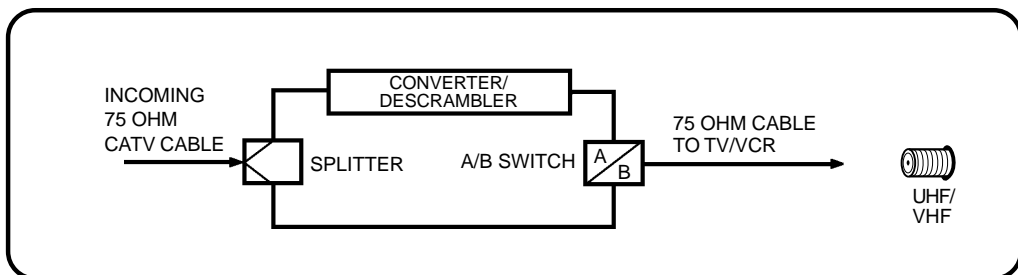 INCOMING
75 OHM
CATV CABLE
SPLITTER
CONVERTER/
DESCRAMBLER
A/B SWITCH
A
B
75 OHM CABLE
TO TV/VCR
UHF/
VHF